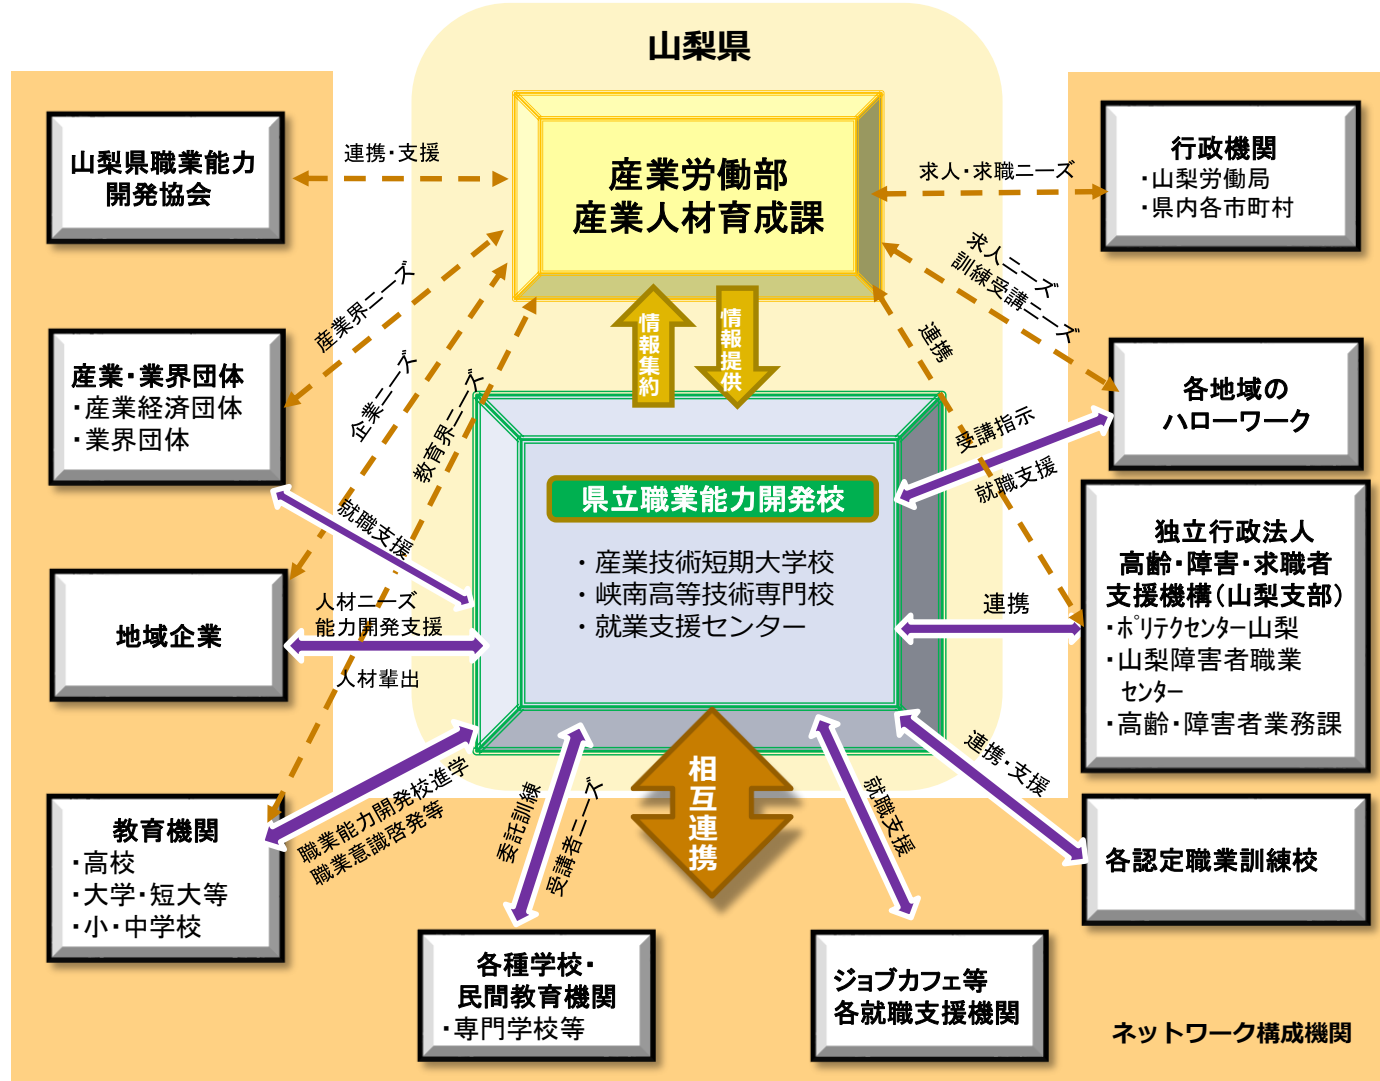 山梨県
産業労働部
産業人材育成課
山梨県職業能力
開発協会
連携・支援
求人・求職ニーズ
行政機関
・山梨労働局
・県内各市町村
産業界ニーズ
企業ニーズ
教育界ニーズ
情報集約
情報提供
求人ニーズ
訓練受講ニーズ
連携
産業・業界団体
・産業経済団体
・業界団体
各地域の
ハローワーク
受講指示
就職支援
県立職業能力開発校
・産業技術短期大学校
・峡南高等技術専門校
・就業支援センター
就職支援
独立行政法人
高齢・障害・求職者
支援機構（山梨支部）
・ポリテクセンター山梨
・山梨障害者職業
センター
・高齢・障害者業務課
連携
地域企業
人材ニーズ
能力開発支援
人材輩出
教育機関
・高校
・大学・短大等
・小・中学校
職業能力開発校進学
職業意識啓発等
委託訓練
受講者ニーズ
相互連携
就職支援
連携・支援
各認定職業訓練校
各種学校・
民間教育機関
・専門学校等
ジョブカフェ等
各就職支援機関
ネットワーク構成機関